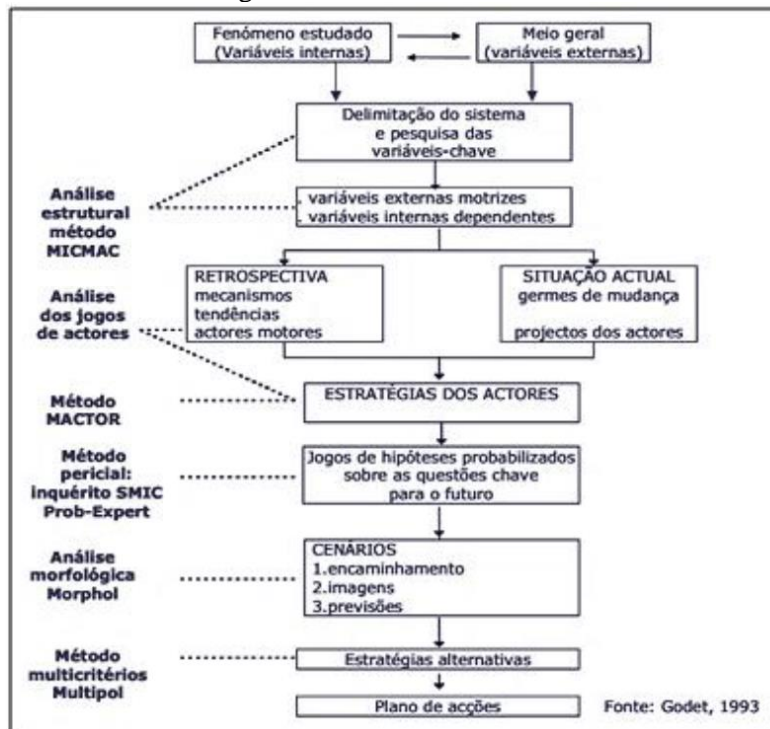 Fenómeno estudado
(Variáveis internas)
Meio geral
(variáveis externas)
Delimitação do sistema
e pesquisa das
variáveis-chave
Análise
estrutural
método
MICMAC
. variáveis externas motrizes
. variáveis internas dependentes
RETROSPECTIVA
mecanismos
tendências
actores motores
SITUAÇÃO ACTUAL
germes de mudança
projectos dos actores
Análise
dos jogos
de actores
ESTRATÉGIAS DOS ACTORES
Método
MACTOR
Método
pericial:
inquérito SMIC
Prob-Expert
Jogos de hipóteses probabilizados
sobre as questões chave
para o futuro
Análise
morfológica
Morphol
CENÁRIOS
1.encaminhamento
2.imagens
3.previsões
Método
multicritérios
Multipol
Estratégias alternativas
Plano de acções
Fonte: Godet, 1993